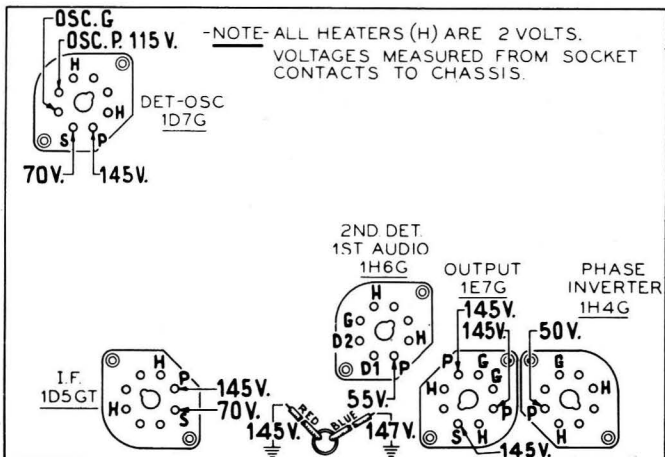 OSC. G
OSC. P. 115 V.
-NOTE- ALL HEATERS (H) ARE 2 VOLTS.
VOLTAGES MEASURED FROM SOCKET
CONTACTS TO CHASSIS.
H
H
S
P
DET-OSC
1D7G
70V.
145V.
2ND DET.
1ST AUDIO
1H6G
H
G
D2
H
D1
P
55V.
OUTPUT
1E7G
145V.
145V.
P
G
G
H
P
S
H
145V.
PHASE
INVERTER
1H4G
50V.
G
H
P
H
I.F.
1D5GT
H
P
H
S
145V.
70V.
RED
BLUE
145V.
147V.